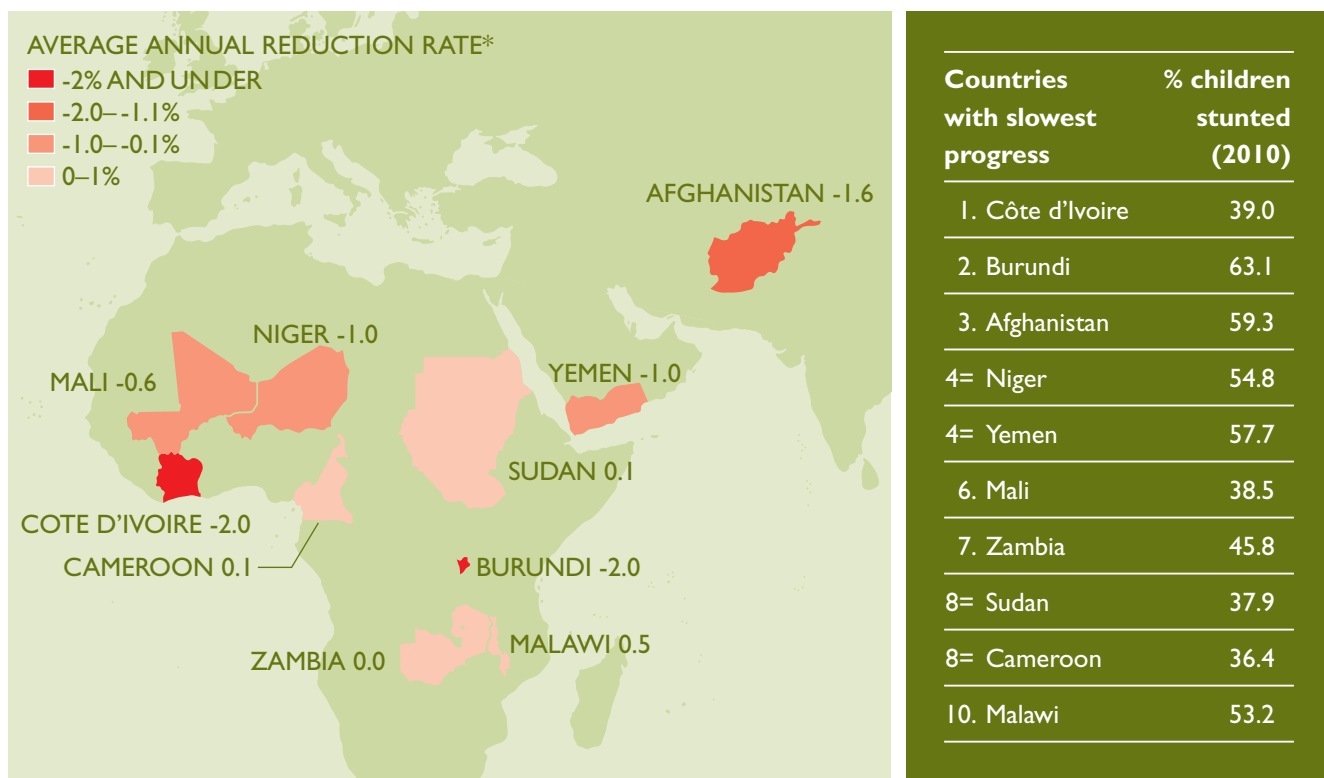 AVERAGE ANNUAL REDUCTION RATE*
-2% AND UNDER
-2.0– -1.1%
-1.0– -0.1%
0–1%
AFGHANISTAN -1.6
NIGER -1.0
MALI -0.6
YEMEN -1.0
SUDAN 0.1
COTE D’IVOIRE -2.0
CAMEROON 0.1
BURUNDI -2.0
MALAWI 0.5
ZAMBIA 0.0
Countries % children
with slowest stunted
progress (2010)
1. Côte d’Ivoire 39.0
2. Burundi 63.1
3. Afghanistan 59.3
4= Niger 54.8
4= Yemen 57.7
6. Mali 38.5
7. Zambia 45.8
8= Sudan 37.9
8= Cameroon 36.4
10. Malawi 53.2